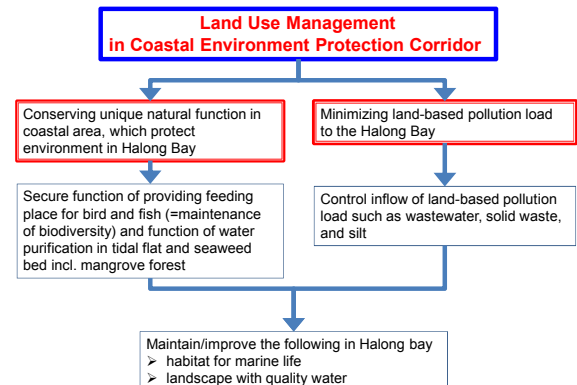 Land Use Management
in Coastal Environment Protection Corridor
Conserving unique natural function in
coastal area, which protect
environment in Halong Bay
Minimizing land-based pollution load
to the Halong Bay
Secure function of providing feeding
place for bird and fish (=maintenance
of biodiversity) and function of water
purification in tidal flat and seaweed
bed incl. mangrove forest
Control inflow of land-based pollution
load such as wastewater, solid waste,
and silt
Maintain/improve the following in Halong bay
➢ habitat for marine life
➢ landscape with quality water